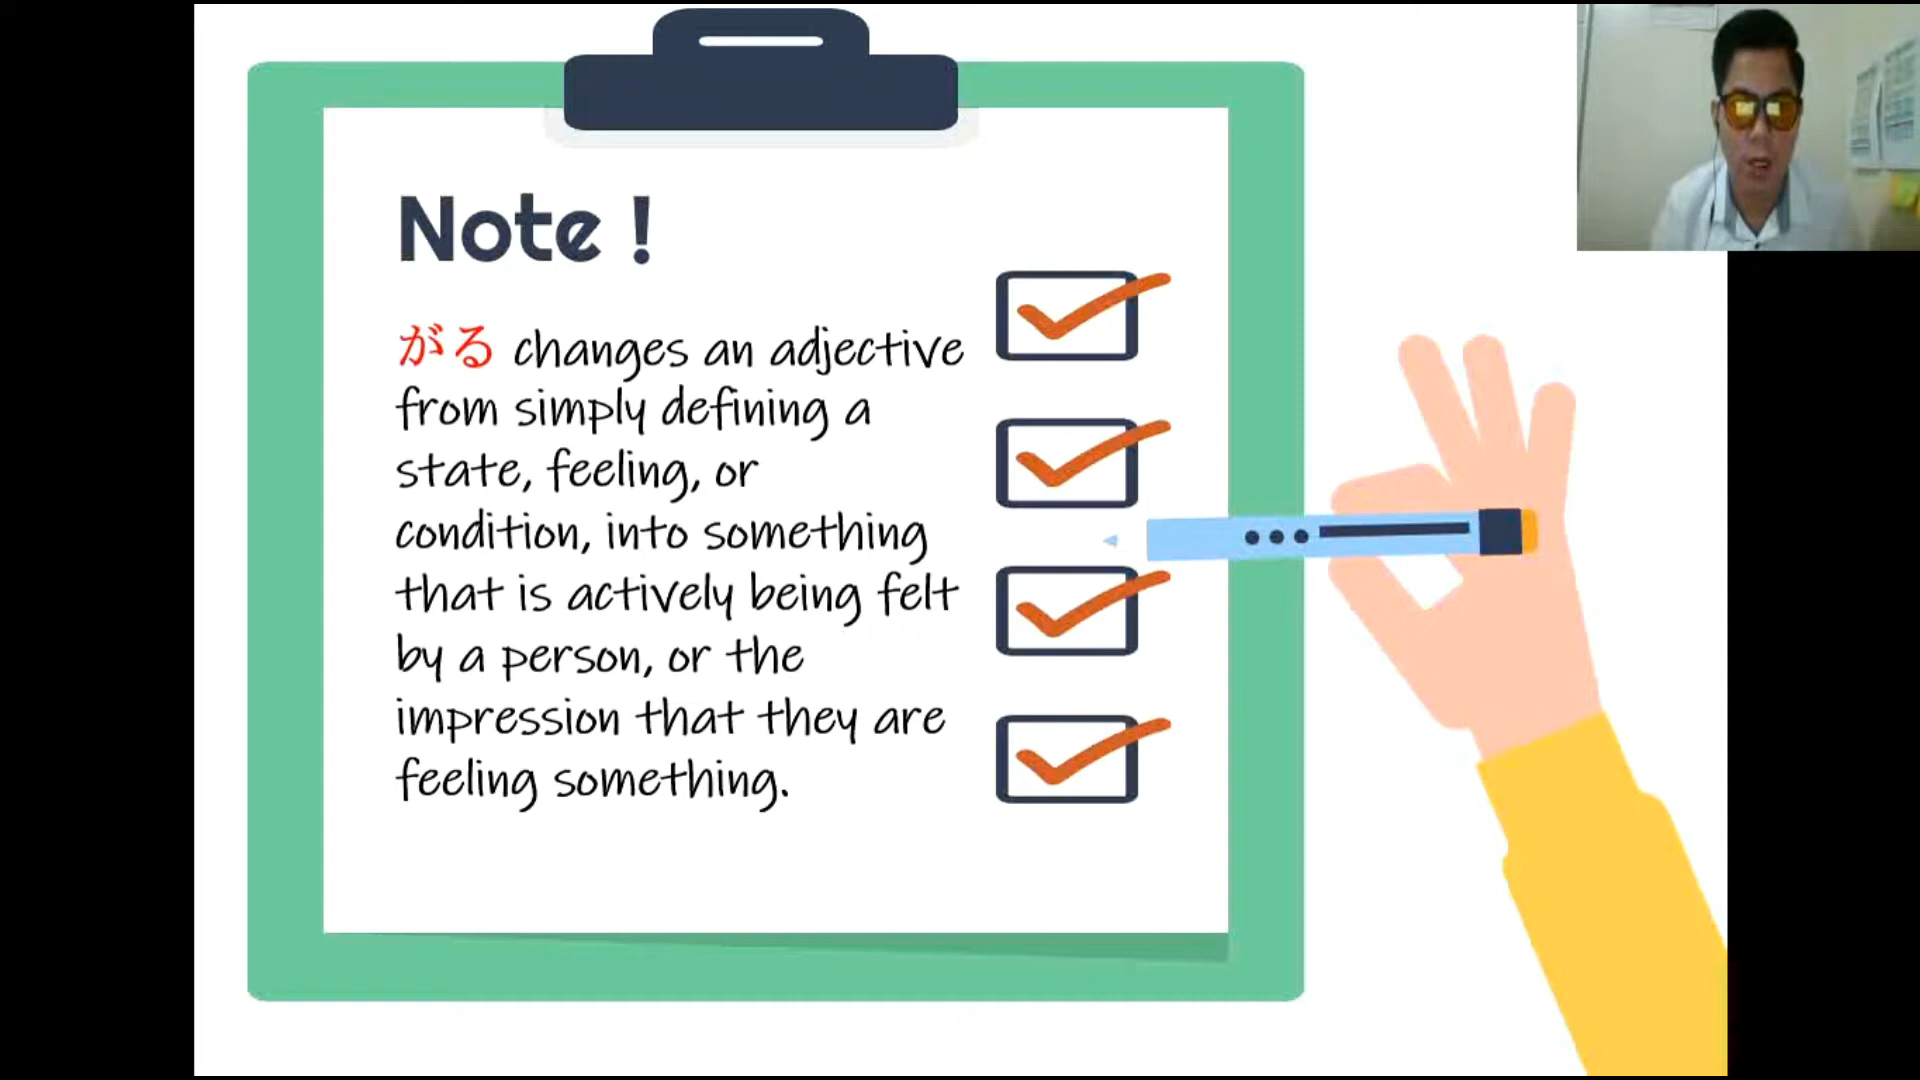 Note !
がる changes an adjective
from simply defining a
state, feeling, or
condition, into something
that is actively being felt
by a person, or the
impression that they are
feeling something.